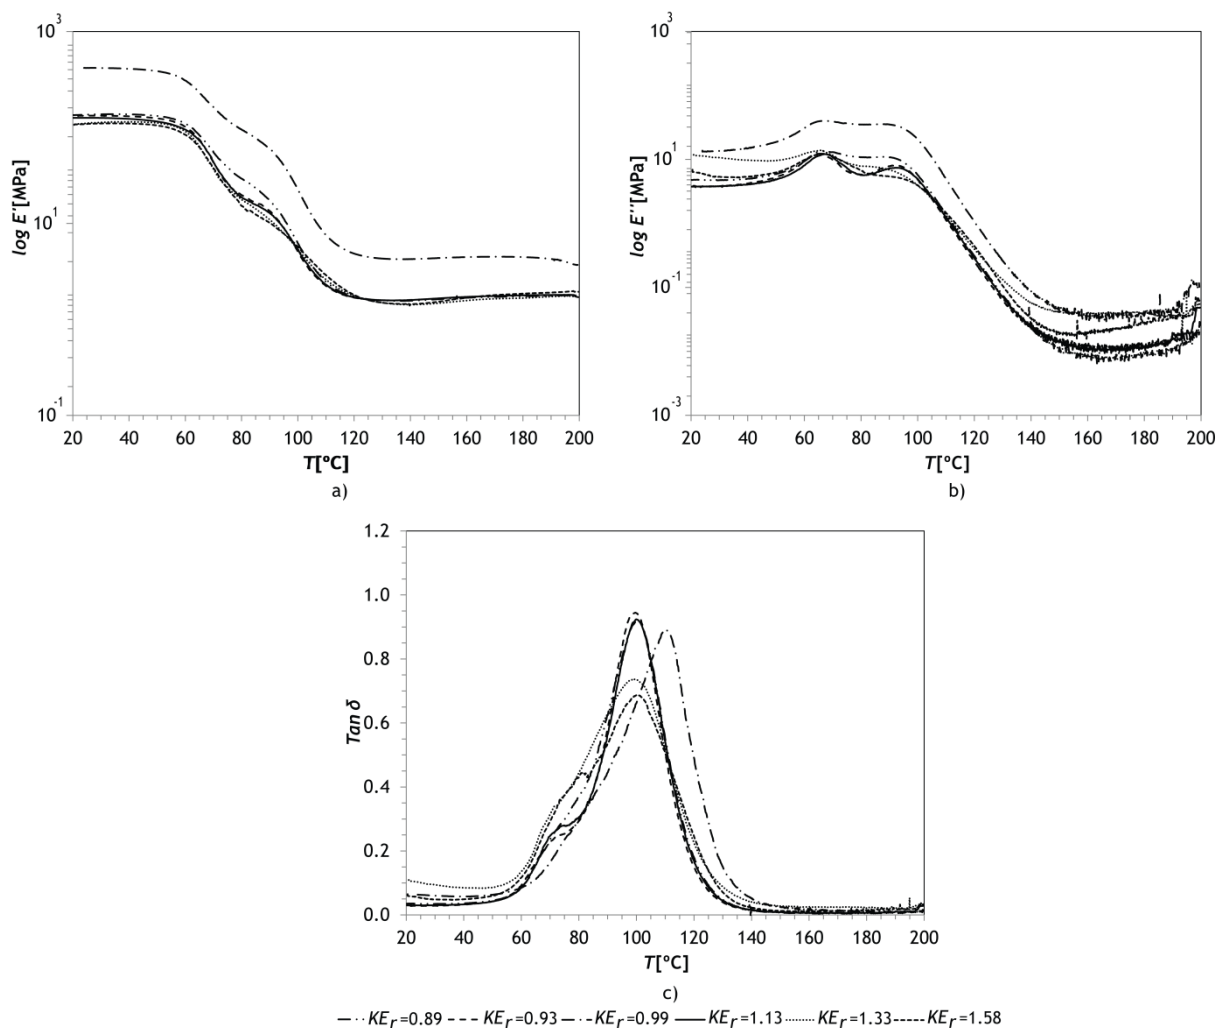 10³
10¹
10⁻¹
log E'[MPa]
20 40 60 80 100 120 140 160 180 200
T[°C]
a)
10³
10¹
10⁻¹
10⁻³
log E''[MPa]
20 40 60 80 100 120 140 160 180 200
T[°C]
b)
1.2
1.0
0.8
0.6
0.4
0.2
0.0
Tan δ
20 40 60 80 100 120 140 160 180 200
T[°C]
c)
KEr=0.89 KEr=0.93 KEr=0.99 KEr=1.13 KEr=1.33 KEr=1.58